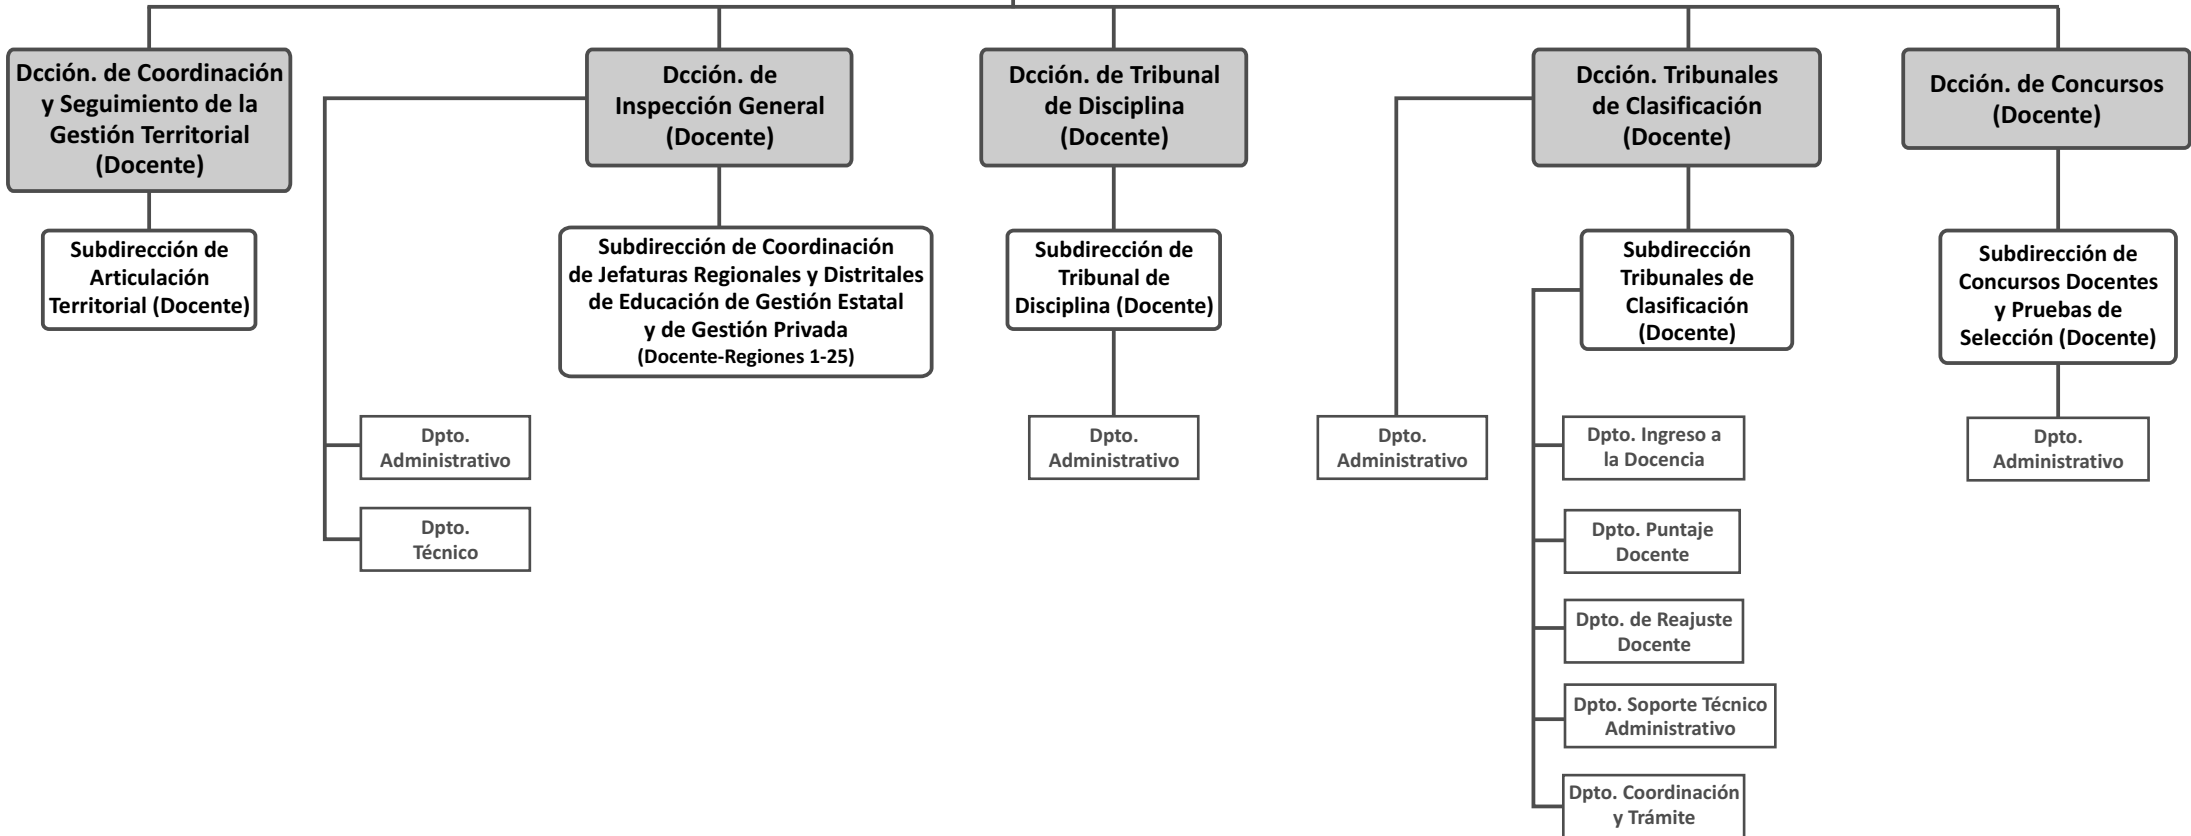 Dcción. de Coordinación
y Seguimiento de la
Gestión Territorial
(Docente)
Dcción. de
Inspección General
(Docente)
Dcción. de Tribunal
de Disciplina
(Docente)
Dcción. Tribunales
de Clasificación
(Docente)
Dcción. de Concursos
(Docente)
Subdirección de
Articulación
Territorial (Docente)
Subdirección de Coordinación
de Jefaturas Regionales y Distritales
de Educación de Gestión Estatal
y de Gestión Privada
(Docente-Regiones 1-25)
Subdirección de
Tribunal de
Disciplina (Docente)
Subdirección
Tribunales de
Clasificación
(Docente)
Subdirección de
Concursos Docentes
y Pruebas de
Selección (Docente)
Dpto.
Administrativo
Dpto.
Técnico
Dpto.
Administrativo
Dpto.
Administrativo
Dpto. Ingreso a
la Docencia
Dpto. Puntaje
Docente
Dpto. de Reajuste
Docente
Dpto. Soporte Técnico
Administrativo
Dpto. Coordinación
y Trámite
Dpto.
Administrativo